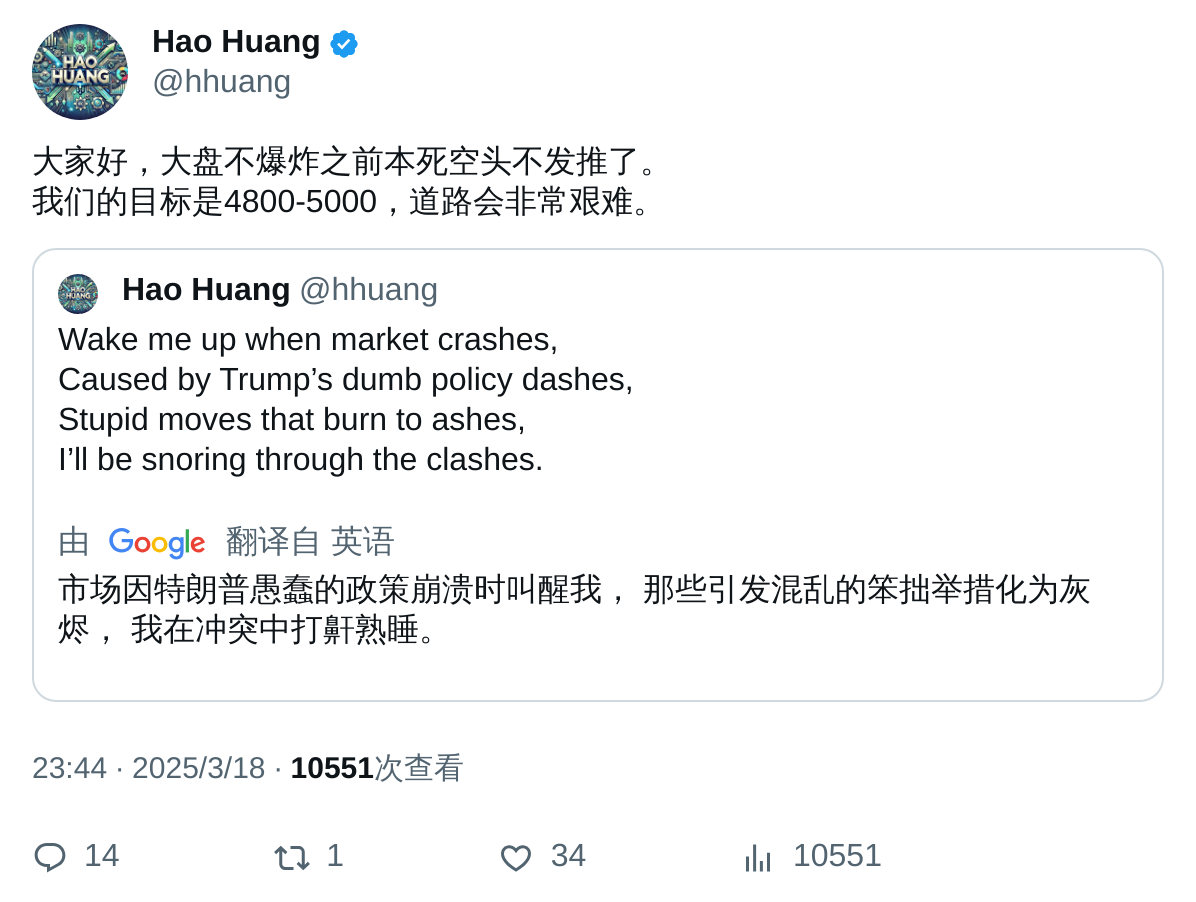 HAO
HUANG
Hao Huang
@hhuang
大家好，大盘不爆炸之前本死空头不发推了。
我们的目标是4800-5000，道路会非常艰难。
HAO
HUANG
Hao Huang @hhuang
Wake me up when market crashes,
Caused by Trump’s dumb policy dashes,
Stupid moves that burn to ashes,
I’ll be snoring through the clashes.
由 Google 翻译自 英语
市场因特朗普愚蠢的政策崩溃时叫醒我， 那些引发混乱的笨拙举措化为灰
烬， 我在冲突中打鼾熟睡。
23:44 · 2025/3/18 · 10551次查看
14 1 34 10551